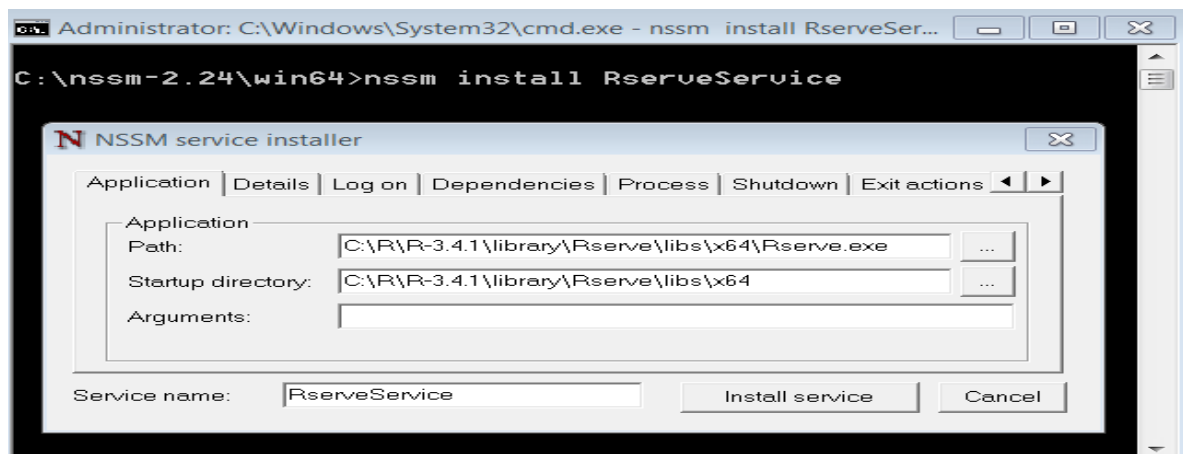 Administrator: C:\Windows\System32\cmd.exe - nssm install RserveSer...
C:\nssm-2.24\win64>nssm install RserveService
N NSSM service installer
Application Details Log on Dependencies Process Shutdown Exit actions
Application
Path: C:\R\R-3.4.1\library\Rserve\libs\x64\Rserve.exe ...
Startup directory: C:\R\R-3.4.1\library\Rserve\libs\x64 ...
Arguments:
Service name: RserveService Install service Cancel